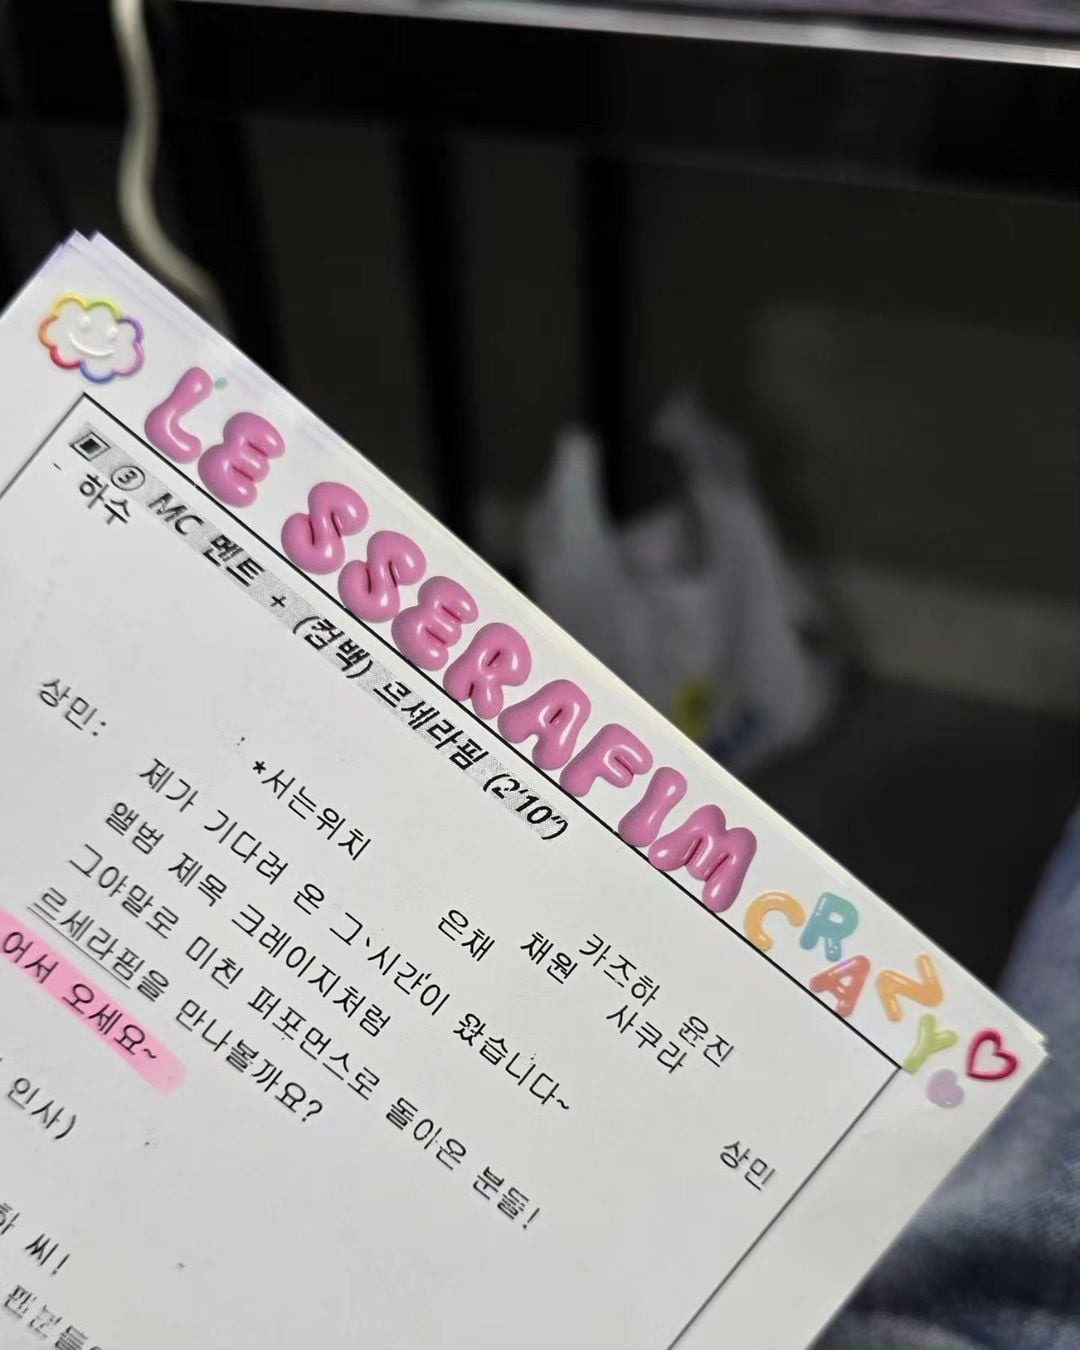 LE SSERAFIM CRAZY
③ MC 멘트 + (컴백) 르세라핌 (2'10")
*서는위치
하수 은채 채원 카즈하 사쿠라 윤진 상민
상민:
제가 기다려 온 그 시간이 왔습니다~
앨범 제목 크레이지처럼
그야말로 미친 퍼포먼스로 돌아온 분들!
르세라핌을 만나볼까요?
어서 오세요~
인사)
하 씨!